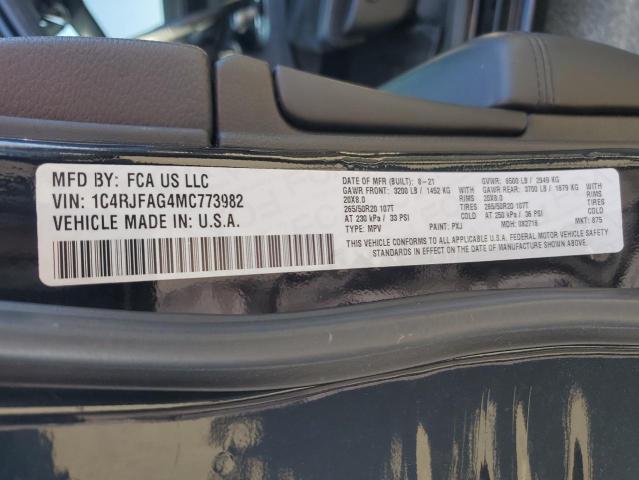 MFD BY: FCA US LLC
VIN: 1C4RJFAG4MC773982
VEHICLE MADE IN U.S.A.
DATE OF MFR (BUILT): 8-21 GVWR: 6500 LB / 2949 KG
GAWR FRONT: 3200 LB / 1452 KG WITH GAWR REAR: 3700 LB / 1679 KG WITH
20X8.0 RIMS 20X8.0 RIMS
265/50R20 107T TIRES 265/50R20 107T TIRES
AT 230 kPa / 33 PSI COLD AT 250 kPa / 36 PSI COLD
TYPE: MPV PAINT: PXJ MDH: 082716 MKT: 875
THIS VEHICLE CONFORMS TO ALL APPLICABLE U.S.A. FEDERAL MOTOR VEHICLE SAFETY
STANDARDS IN EFFECT ON THE DATE OF MANUFACTURE SHOWN ABOVE.